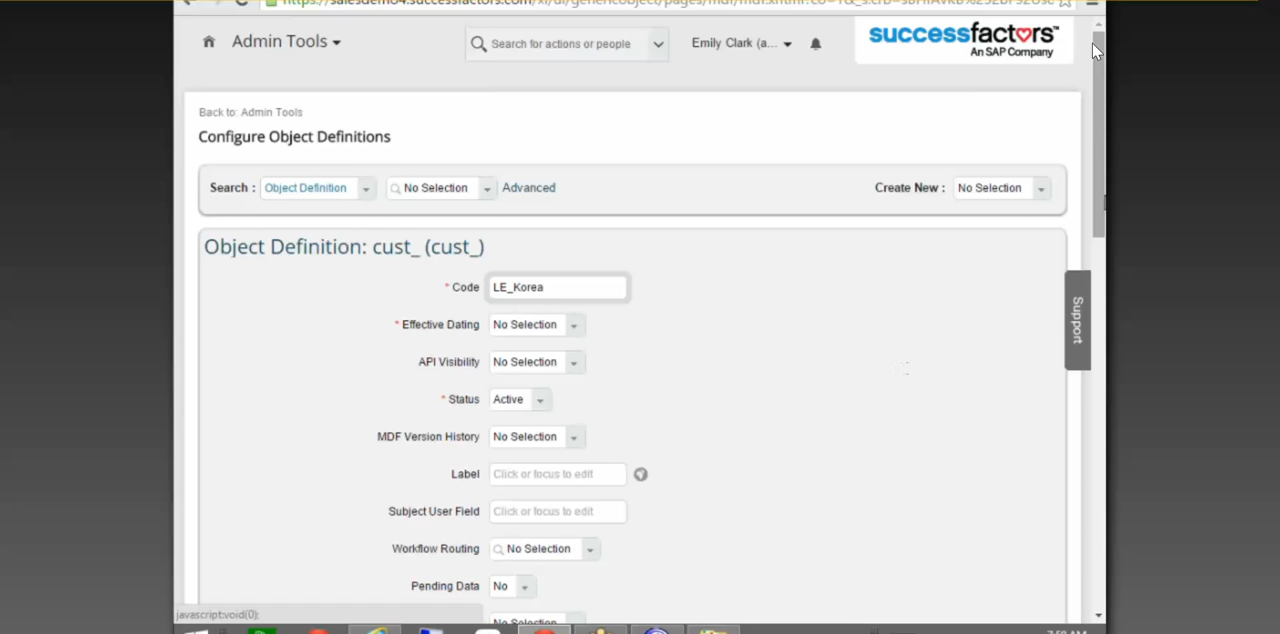 Admin Tools
Search for actions or people
Emily Clark (a...
successfactors™
An SAP Company
Back to: Admin Tools
Configure Object Definitions
Search : Object Definition No Selection Advanced Create New : No Selection
Object Definition: cust_ (cust_)
* Code LE_Korea
* Effective Dating No Selection
API Visibility No Selection
* Status Active
MDF Version History No Selection
Label Click or focus to edit
Subject User Field Click or focus to edit
Workflow Routing No Selection
Pending Data No
No Selection
Support
javascript:void(0);